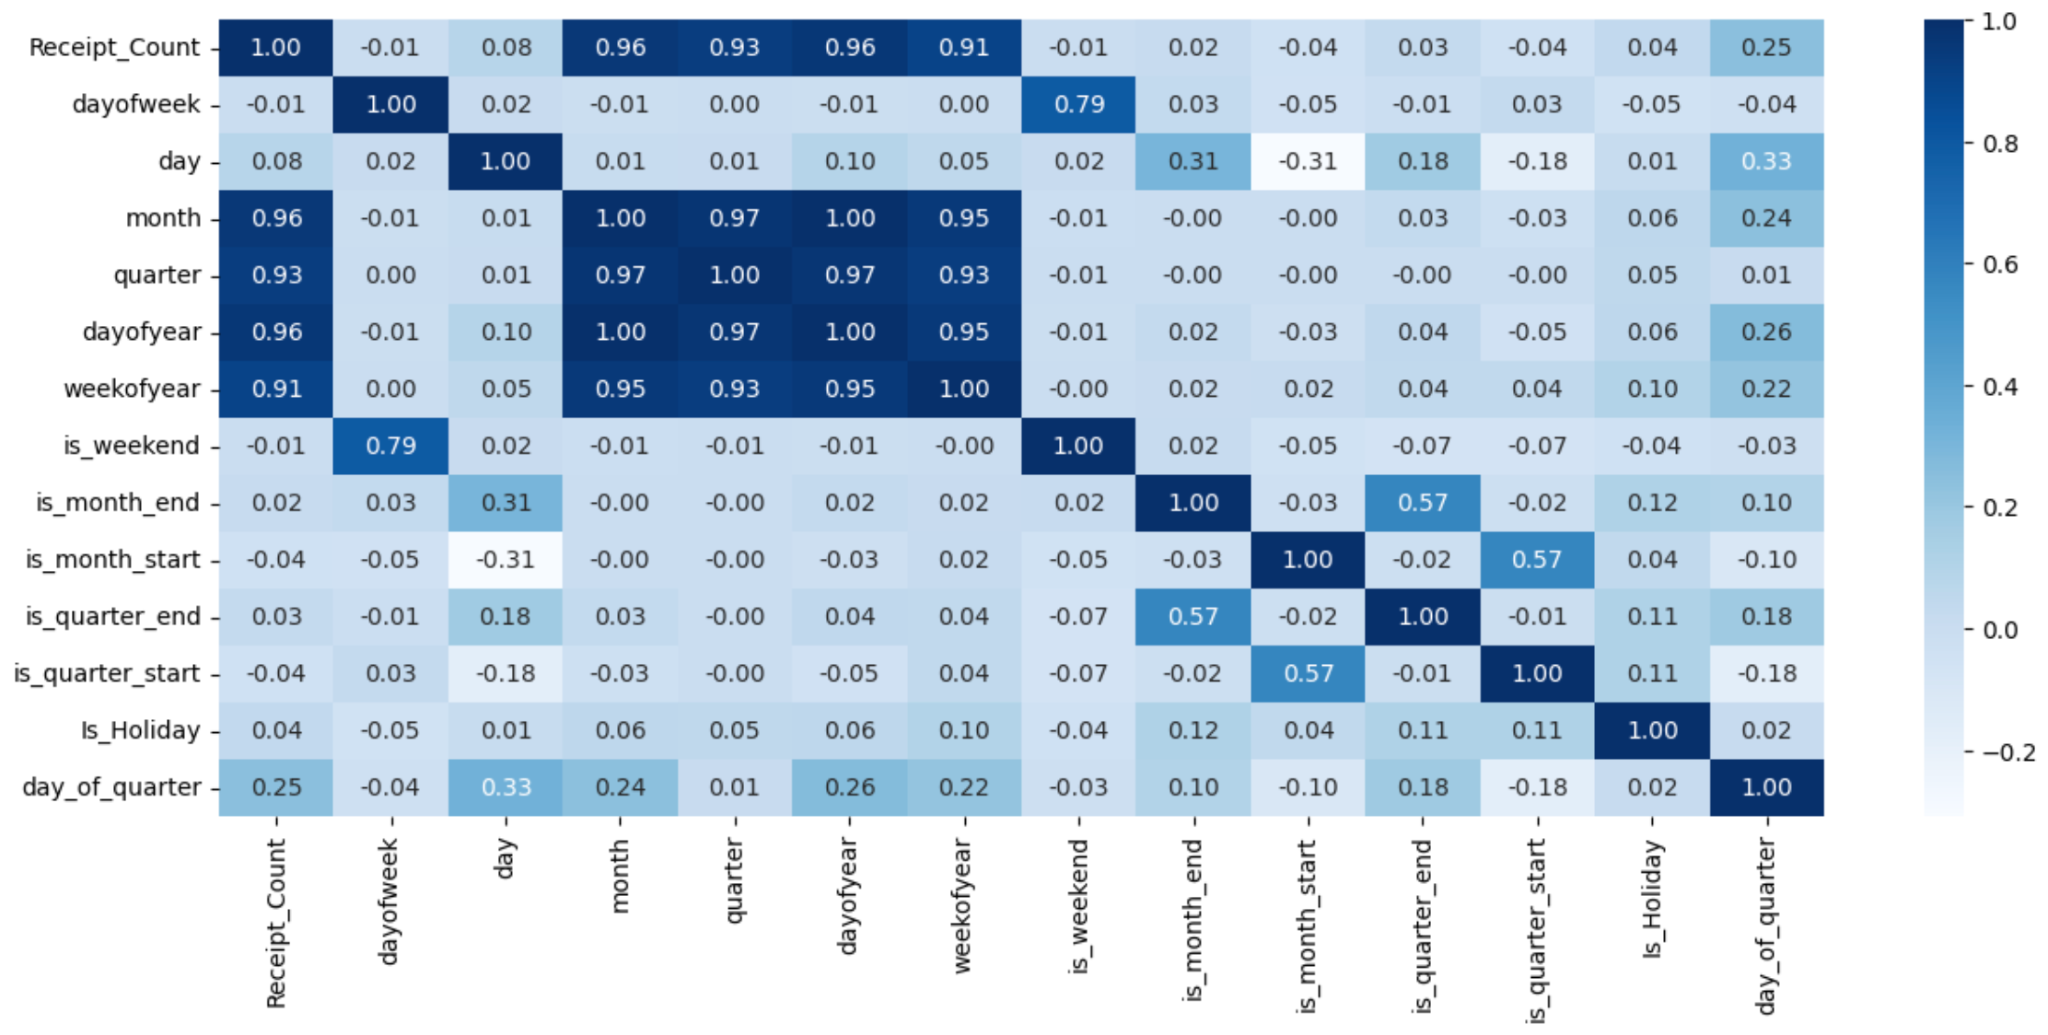 Receipt_Count 1.00 -0.01 0.08 0.96 0.93 0.96 0.91 -0.01 0.02 -0.04 0.03 -0.04 0.04 0.25
dayofweek -0.01 1.00 0.02 -0.01 0.00 -0.01 0.00 0.79 0.03 -0.05 -0.01 0.03 -0.05 -0.04
day 0.08 0.02 1.00 0.01 0.01 0.10 0.05 0.02 0.31 -0.31 0.18 -0.18 0.01 0.33
month 0.96 -0.01 0.01 1.00 0.97 1.00 0.95 -0.01 -0.00 -0.00 0.03 -0.03 0.06 0.24
quarter 0.93 0.00 0.01 0.97 1.00 0.97 0.93 -0.01 -0.00 -0.00 -0.00 -0.00 0.05 0.01
dayofyear 0.96 -0.01 0.10 1.00 0.97 1.00 0.95 -0.01 0.02 -0.03 0.04 -0.05 0.06 0.26
weekofyear 0.91 0.00 0.05 0.95 0.93 0.95 1.00 -0.00 0.02 0.02 0.04 0.04 0.10 0.22
is_weekend -0.01 0.79 0.02 -0.01 -0.01 -0.01 -0.00 1.00 0.02 -0.05 -0.07 -0.07 -0.04 -0.03
is_month_end 0.02 0.03 0.31 -0.00 -0.00 0.02 0.02 0.02 1.00 -0.03 0.57 -0.02 0.12 0.10
is_month_start -0.04 -0.05 -0.31 -0.00 -0.00 -0.03 0.02 -0.05 -0.03 1.00 -0.02 0.57 0.04 -0.10
is_quarter_end 0.03 -0.01 0.18 0.03 -0.00 0.04 0.04 -0.07 0.57 -0.02 1.00 -0.01 0.11 0.18
is_quarter_start -0.04 0.03 -0.18 -0.03 -0.00 -0.05 0.04 -0.07 -0.02 0.57 -0.01 1.00 0.11 -0.18
Is_Holiday 0.04 -0.05 0.01 0.06 0.05 0.06 0.10 -0.04 0.12 0.04 0.11 0.11 1.00 0.02
day_of_quarter 0.25 -0.04 0.33 0.24 0.01 0.26 0.22 -0.03 0.10 -0.10 0.18 -0.18 0.02 1.00
Receipt_Count
dayofweek
day
month
quarter
dayofyear
weekofyear
is_weekend
is_month_end
is_month_start
is_quarter_end
is_quarter_start
Is_Holiday
day_of_quarter
1.0
0.8
0.6
0.4
0.2
0.0
−0.2